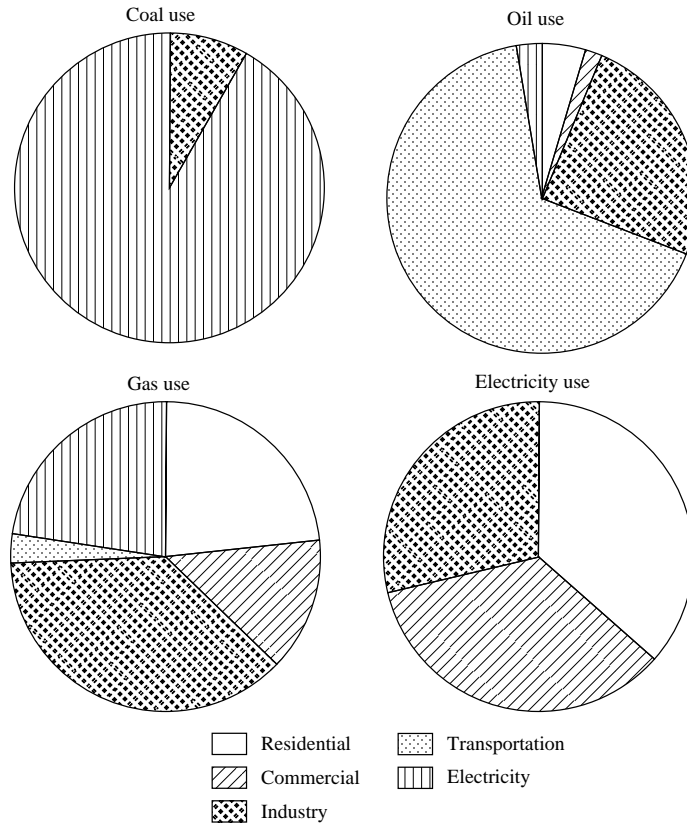 Coal use
Oil use
Gas use
Electricity use
Residential
Transportation
Commercial
Electricity
Industry